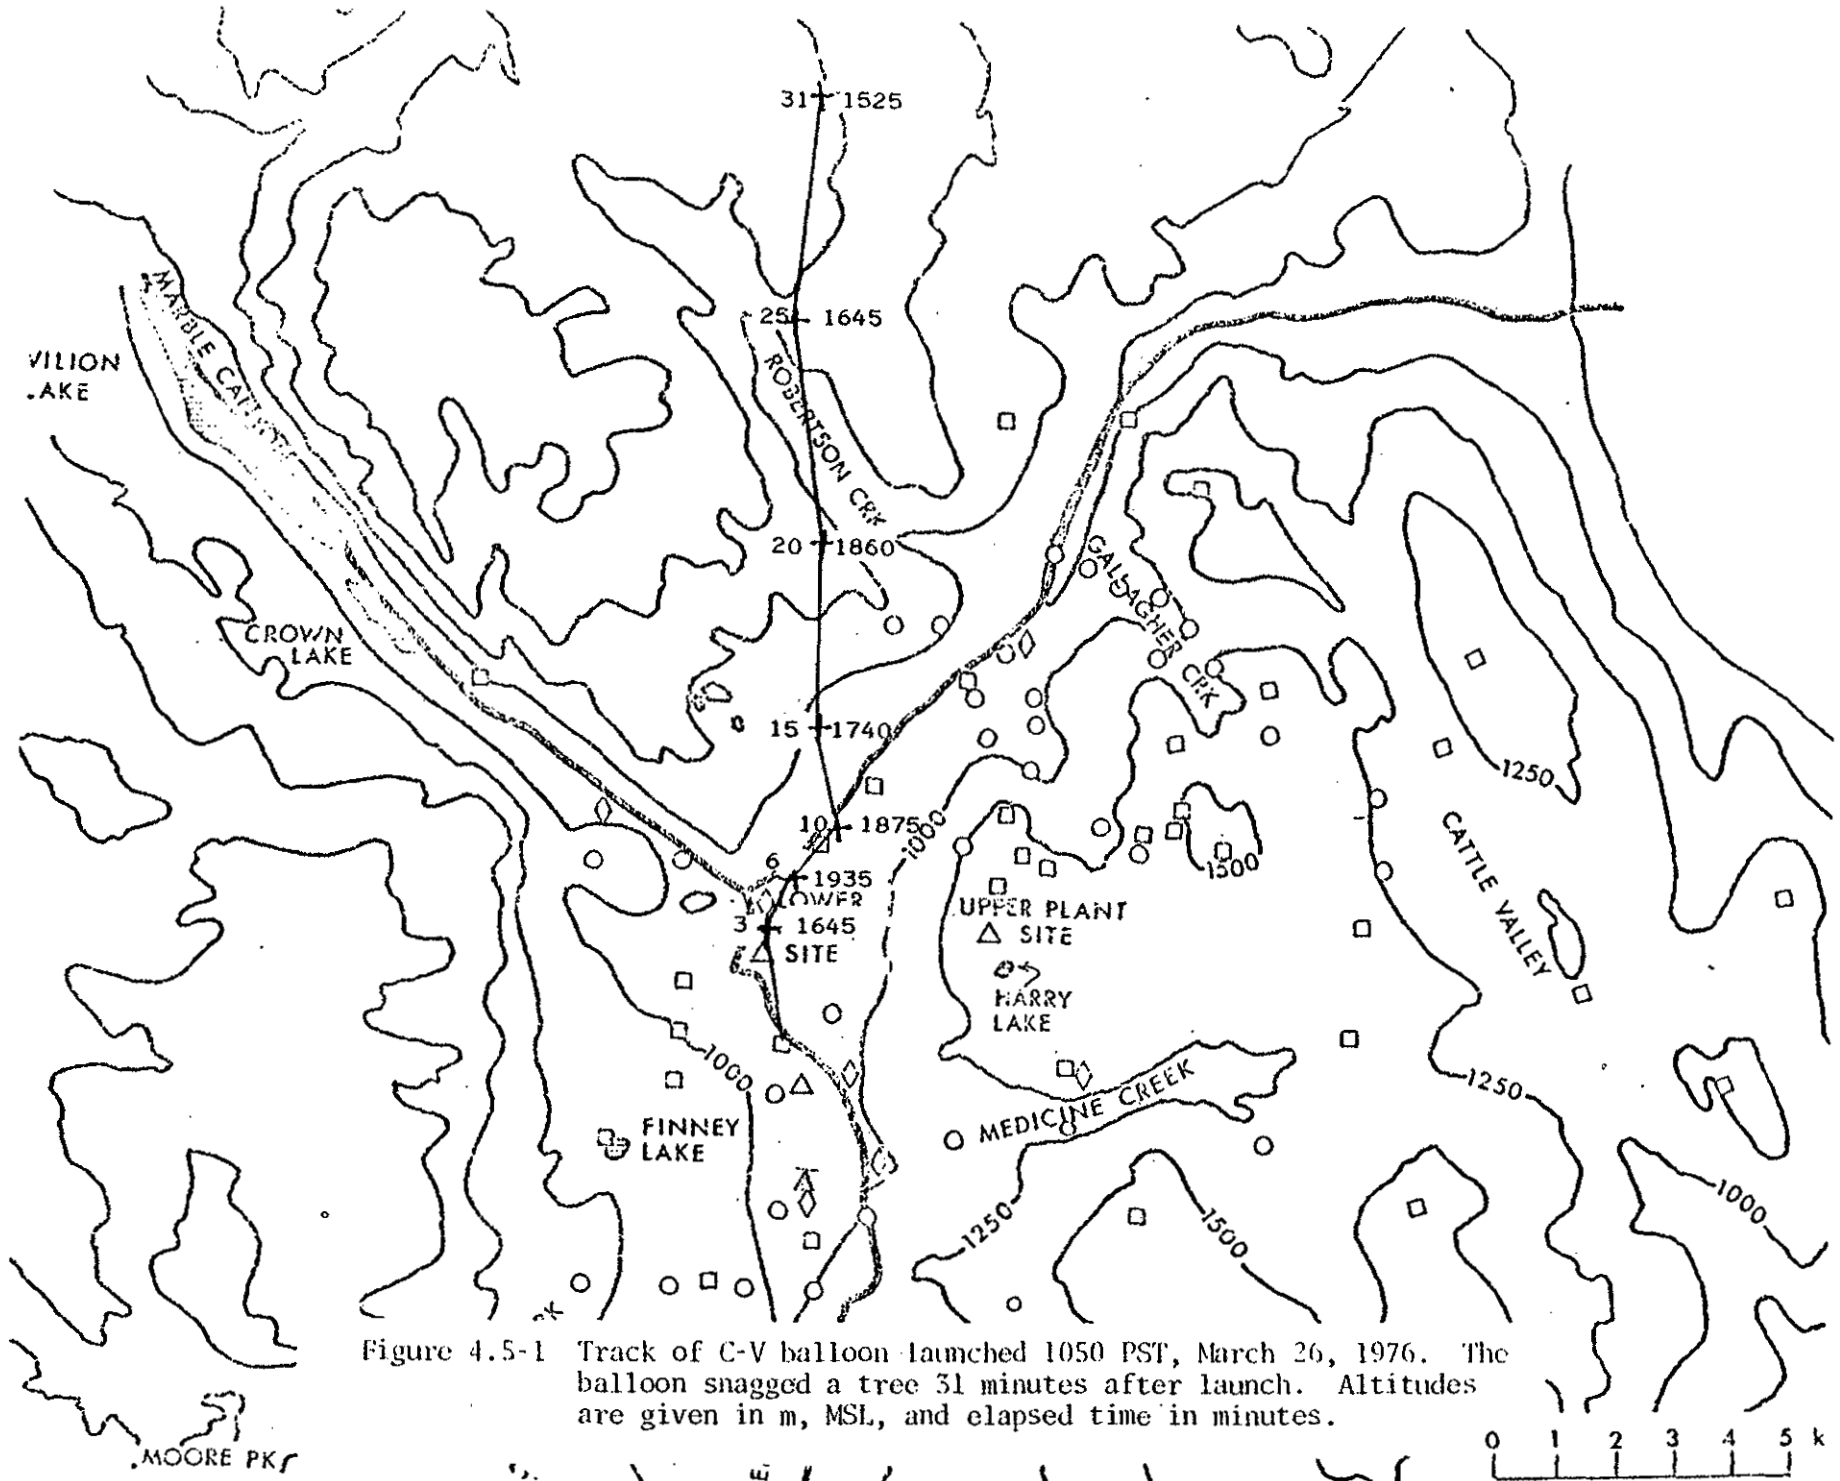 31 1525
MARBLE CANYON
25 1645
VILION
AKE
ROBERTSON CRK
20 1860
GALLAGHER CRK
CROWN
LAKE
15 1740
1250
10 1875
1000
CATTLE VALLEY
6
1935
1500
LOWER
UPPER PLANT
SITE
3 1645
SITE
HARRY
LAKE
1000
1250
MEDICINE CREEK
FINNEY
LAKE
1250
1500
1000
RK
Figure 4.5-1 Track of C-V balloon launched 1050 PST, March 26, 1976. The
balloon snagged a tree 31 minutes after launch. Altitudes
are given in m, MSL, and elapsed time in minutes.
MOORE PK
0 1 2 3 4 5 k
E.